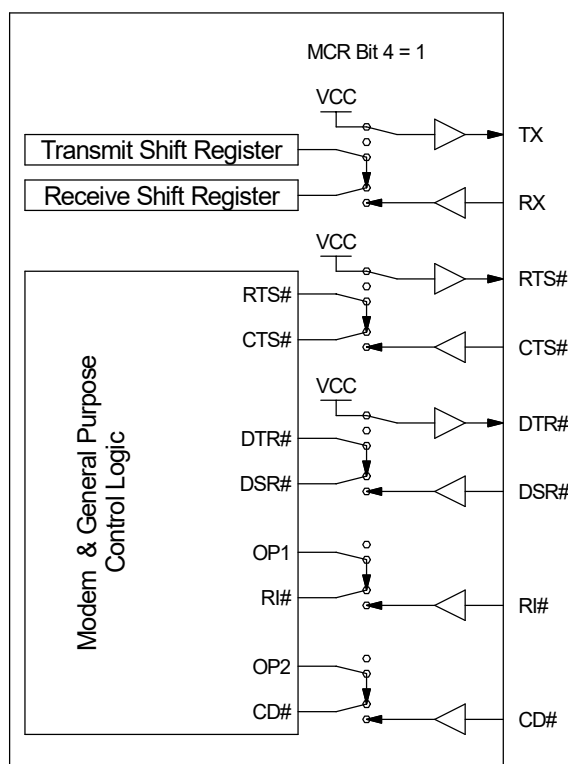 MCR Bit 4 = 1
VCC
TX
Transmit Shift Register
Receive Shift Register
RX
VCC
RTS#
RTS#
CTS#
CTS#
VCC
DTR#
DTR#
DSR#
DSR#
OP1
RI#
RI#
OP2
CD#
CD#
Modem & General Purpose
Control Logic